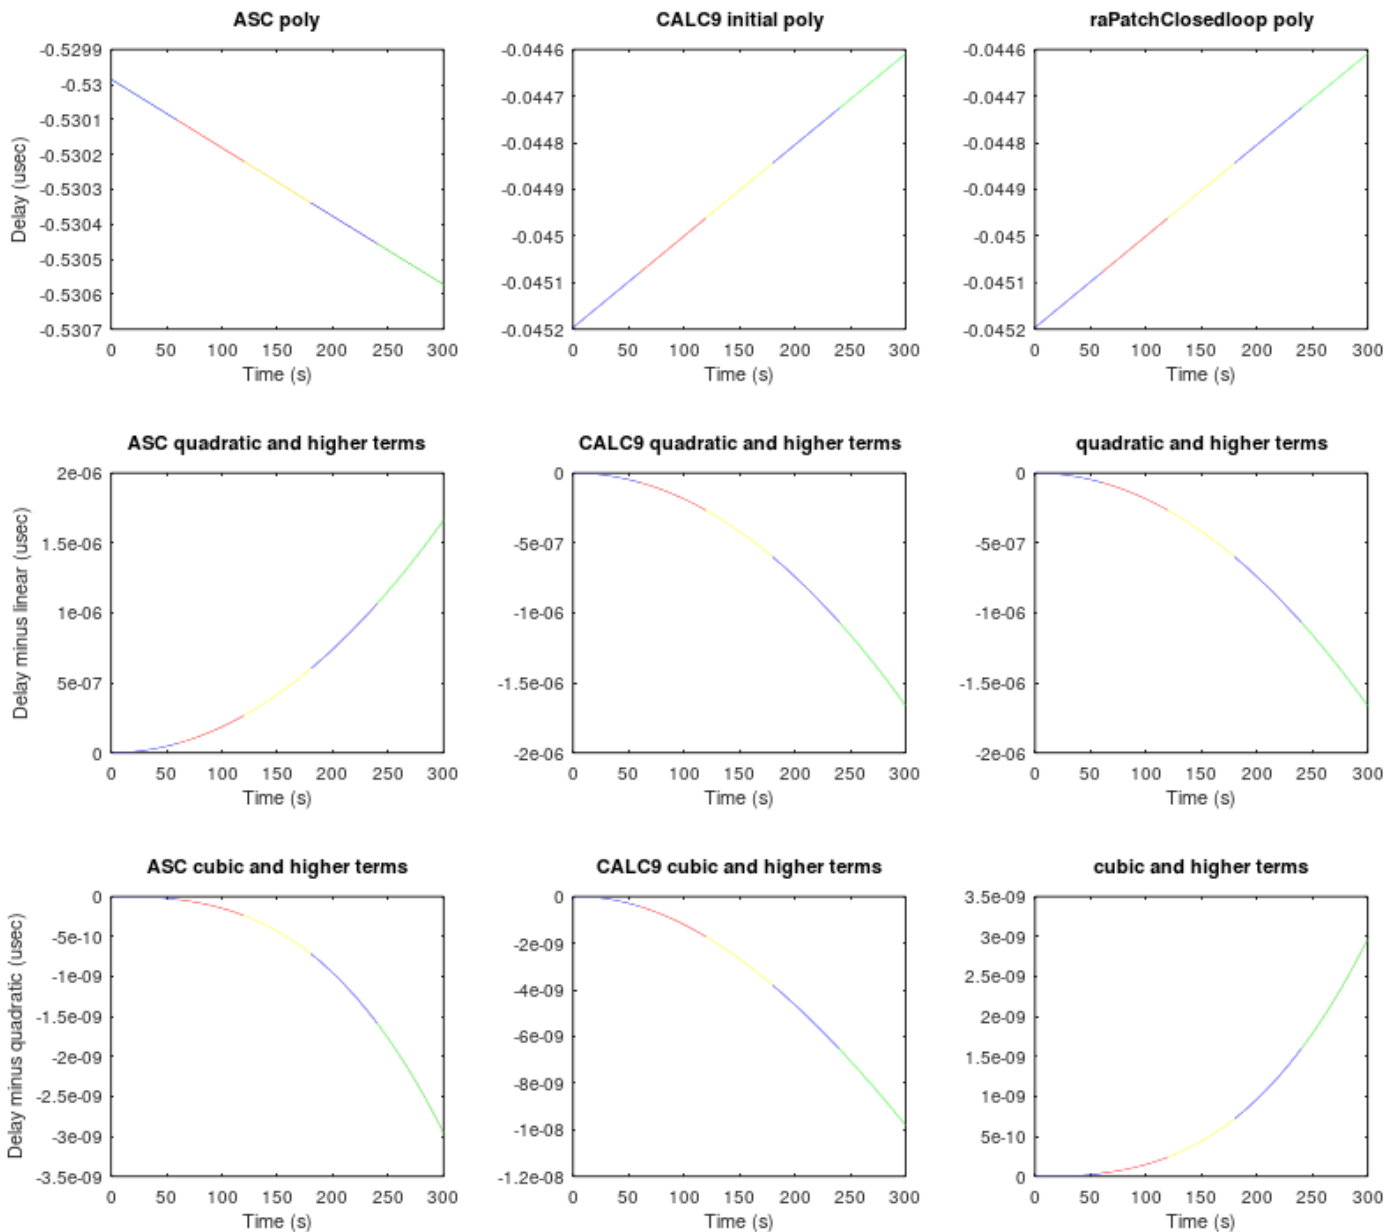 ASC poly
CALC9 initial poly
raPatchClosedloop poly
Delay (usec)
-0.5299
-0.53
-0.5301
-0.5302
-0.5303
-0.5304
-0.5305
-0.5306
-0.5307
0 50 100 150 200 250 300
Time (s)
-0.0446
-0.0447
-0.0448
-0.0449
-0.045
-0.0451
-0.0452
0 50 100 150 200 250 300
Time (s)
-0.0446
-0.0447
-0.0448
-0.0449
-0.045
-0.0451
-0.0452
0 50 100 150 200 250 300
Time (s)
ASC quadratic and higher terms
CALC9 quadratic and higher terms
quadratic and higher terms
Delay minus linear (usec)
2e-06
1.5e-06
1e-06
5e-07
0
0 50 100 150 200 250 300
Time (s)
0
-5e-07
-1e-06
-1.5e-06
-2e-06
0 50 100 150 200 250 300
Time (s)
0
-5e-07
-1e-06
-1.5e-06
-2e-06
0 50 100 150 200 250 300
Time (s)
ASC cubic and higher terms
CALC9 cubic and higher terms
cubic and higher terms
Delay minus quadratic (usec)
0
-5e-10
-1e-09
-1.5e-09
-2e-09
-2.5e-09
-3e-09
-3.5e-09
0 50 100 150 200 250 300
Time (s)
0
-2e-09
-4e-09
-6e-09
-8e-09
-1e-08
-1.2e-08
0 50 100 150 200 250 300
Time (s)
3.5e-09
3e-09
2.5e-09
2e-09
1.5e-09
1e-09
5e-10
0
0 50 100 150 200 250 300
Time (s)